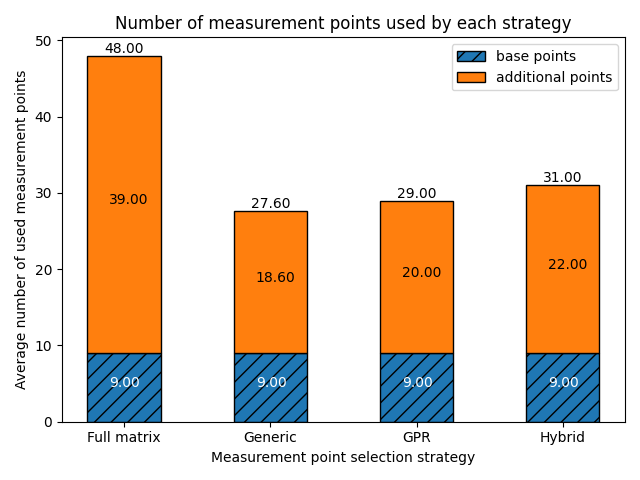 Number of measurement points used by each strategy
Average number of used measurement points
50
40
30
20
10
0
base points
additional points
48.00
27.60
29.00
31.00
39.00
18.60
20.00
22.00
9.00
9.00
9.00
9.00
Full matrix
Generic
GPR
Hybrid
Measurement point selection strategy